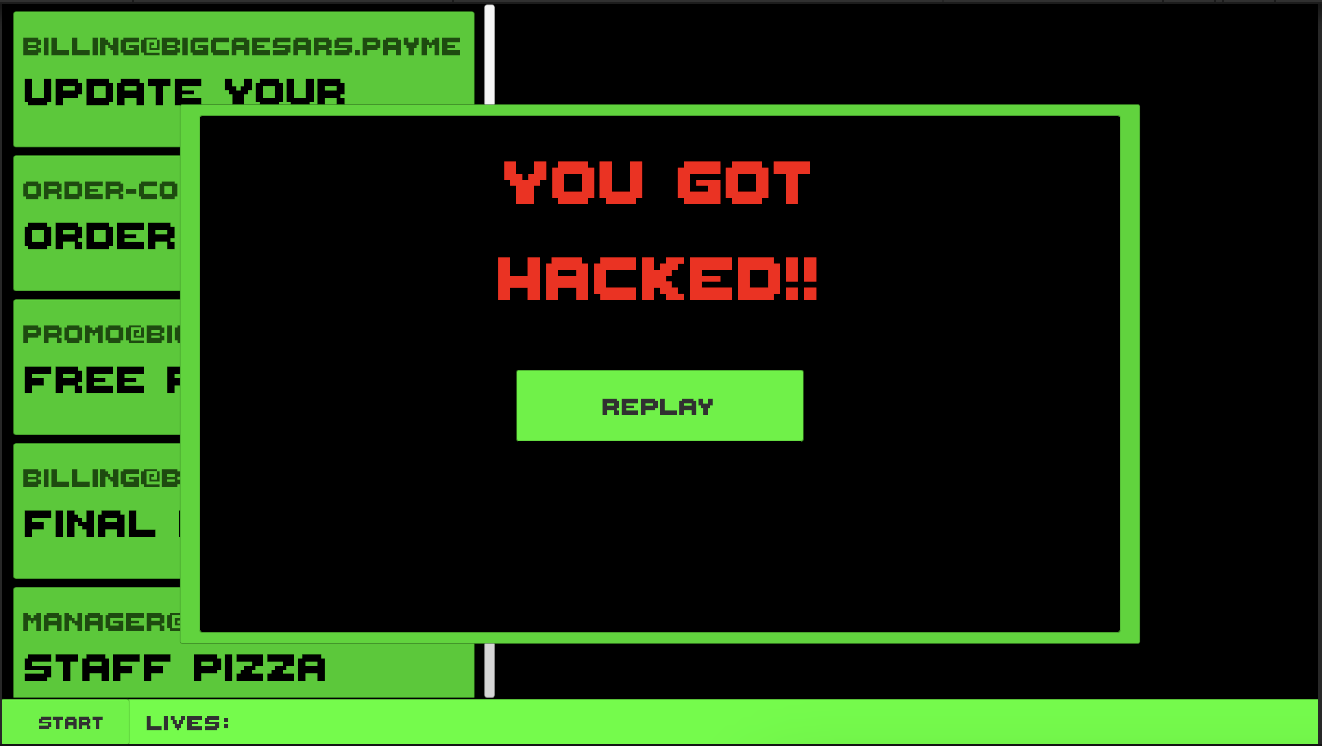 BILLING@BIGCAESARS.PAYME
UPDATE YOUR
ORDER-CO
ORDER
PROMO@BI
FREE
BILLING@B
FINAL
MANAGER@
STAFF PIZZA
YOU GOT
HACKED!!
REPLAY
START
LIVES: